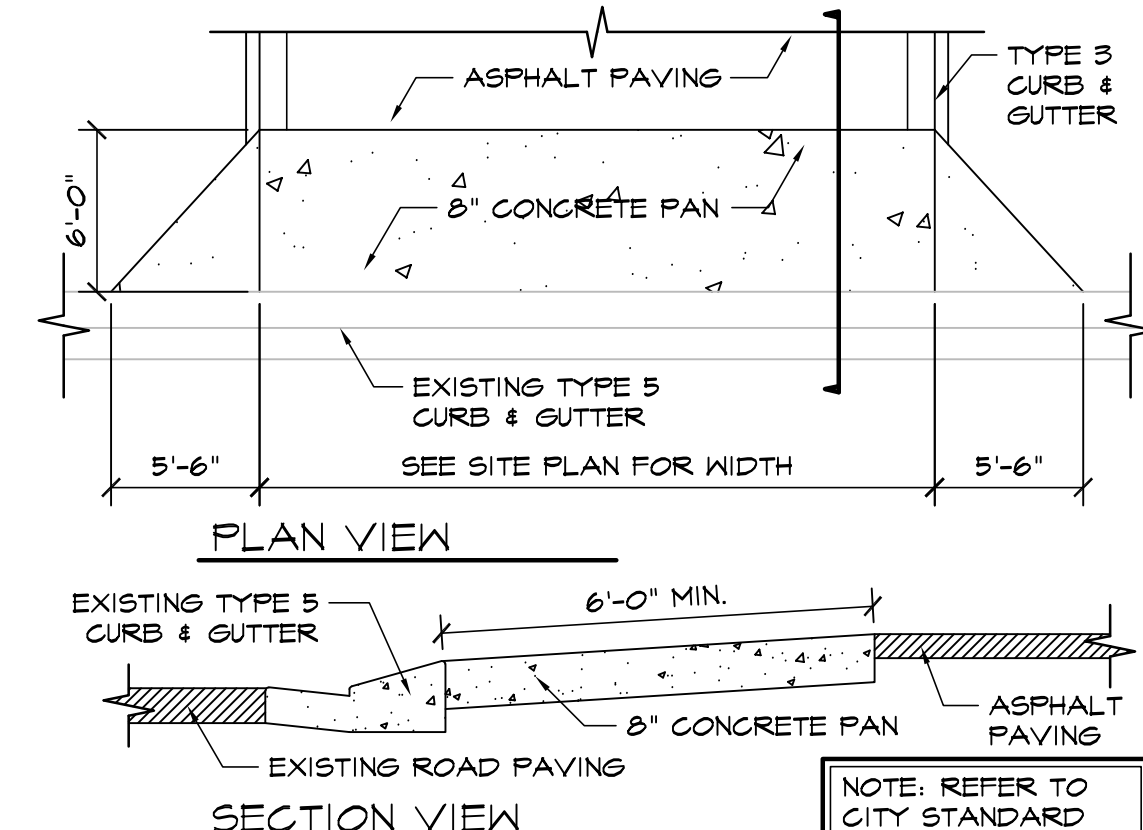 ASPHALT PAVING
TYPE 3
CURB &
GUTTER
6'-0"
8" CONCRETE PAN
EXISTING TYPE 5
CURB & GUTTER
5'-6"
SEE SITE PLAN FOR WIDTH
5'-6"
PLAN VIEW
EXISTING TYPE 5
CURB & GUTTER
6'-0" MIN.
8" CONCRETE PAN
ASPHALT
PAVING
EXISTING ROAD PAVING
SECTION VIEW
NOTE: REFER TO
CITY STANDARD